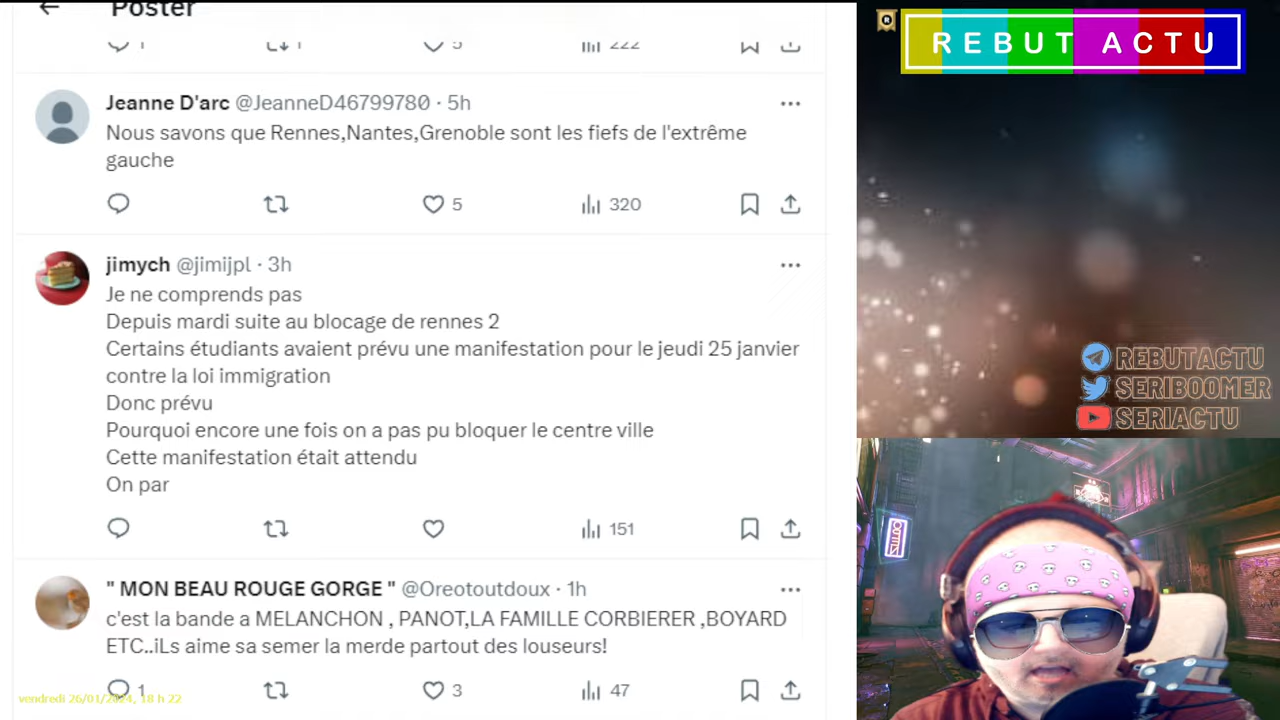 Poster
1
1
5
222
Jeanne D'arc @JeanneD46799780 · 5h
Nous savons que Rennes,Nantes,Grenoble sont les fiefs de l'extrême
gauche
5
320
jimych @jimijpl · 3h
Je ne comprends pas
Depuis mardi suite au blocage de rennes 2
Certains étudiants avaient prévu une manifestation pour le jeudi 25 janvier
contre la loi immigration
Donc prévu
Pourquoi encore une fois on a pas pu bloquer le centre ville
Cette manifestation était attendu
On par
151
" MON BEAU ROUGE GORGE " @Oreotoutdoux · 1h
c'est la bande a MELANCHON , PANOT,LA FAMILLE CORBIERER ,BOYARD
ETC..iLs aime sa semer la merde partout des louseurs!
1
3
47
vendredi 26/01/2024, 18 h 22
R
REBUT ACTU
REBUTACTU
SERIBOOMER
SERIACTU